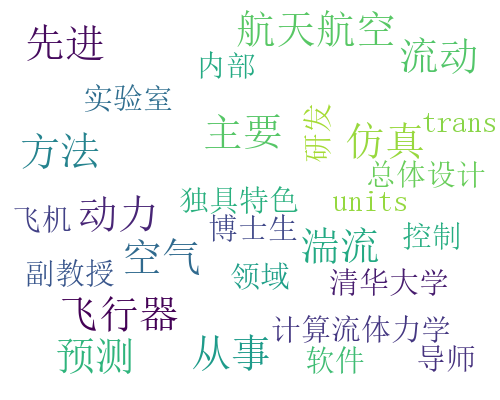 先进
航天航空
流动
内部
实验室
主要
研发
仿真
trans
方法
总体设计
独具特色
units
飞机
动力
博士生
湍流
控制
空气
副教授
领域
清华大学
飞行器
计算流体力学
预测
从事
软件
导师